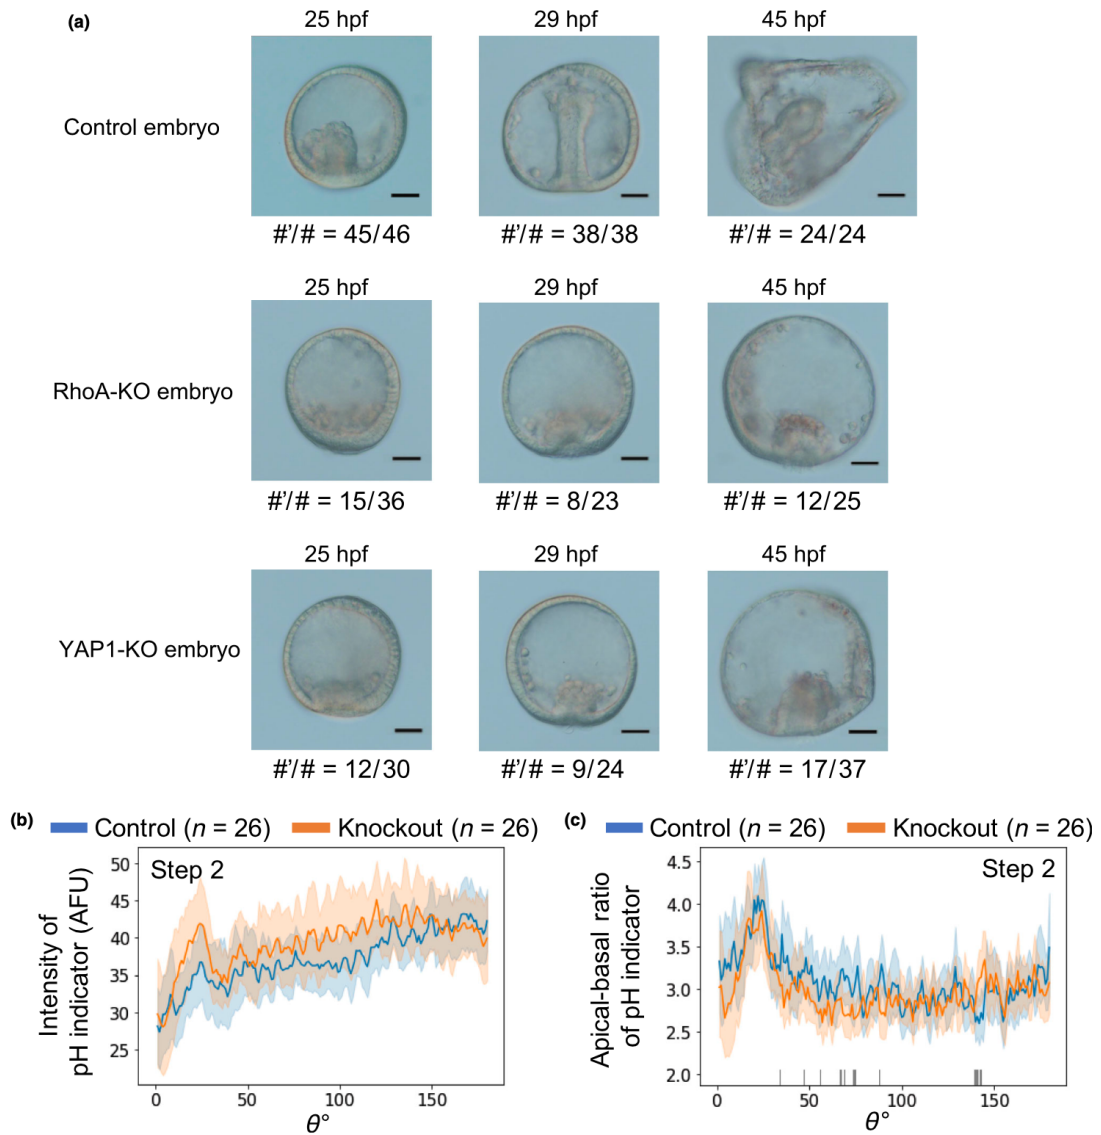 (a)
25 hpf 29 hpf 45 hpf
Control embryo
#'/# = 45/46 #'/# = 38/38 #'/# = 24/24
25 hpf 29 hpf 45 hpf
RhoA-KO embryo
#'/# = 15/36 #'/# = 8/23 #'/# = 12/25
25 hpf 29 hpf 45 hpf
YAP1-KO embryo
#'/# = 12/30 #'/# = 9/24 #'/# = 17/37
(b) Control (n = 26) Knockout (n = 26)
Step 2
Intensity of
pH indicator (AFU)
50
45
40
35
30
25
0 50 100 150
θ°
(c) Control (n = 26) Knockout (n = 26)
Step 2
Apical-basal ratio
of pH indicator
4.5
4.0
3.5
3.0
2.5
2.0
0 50 100 150
θ°